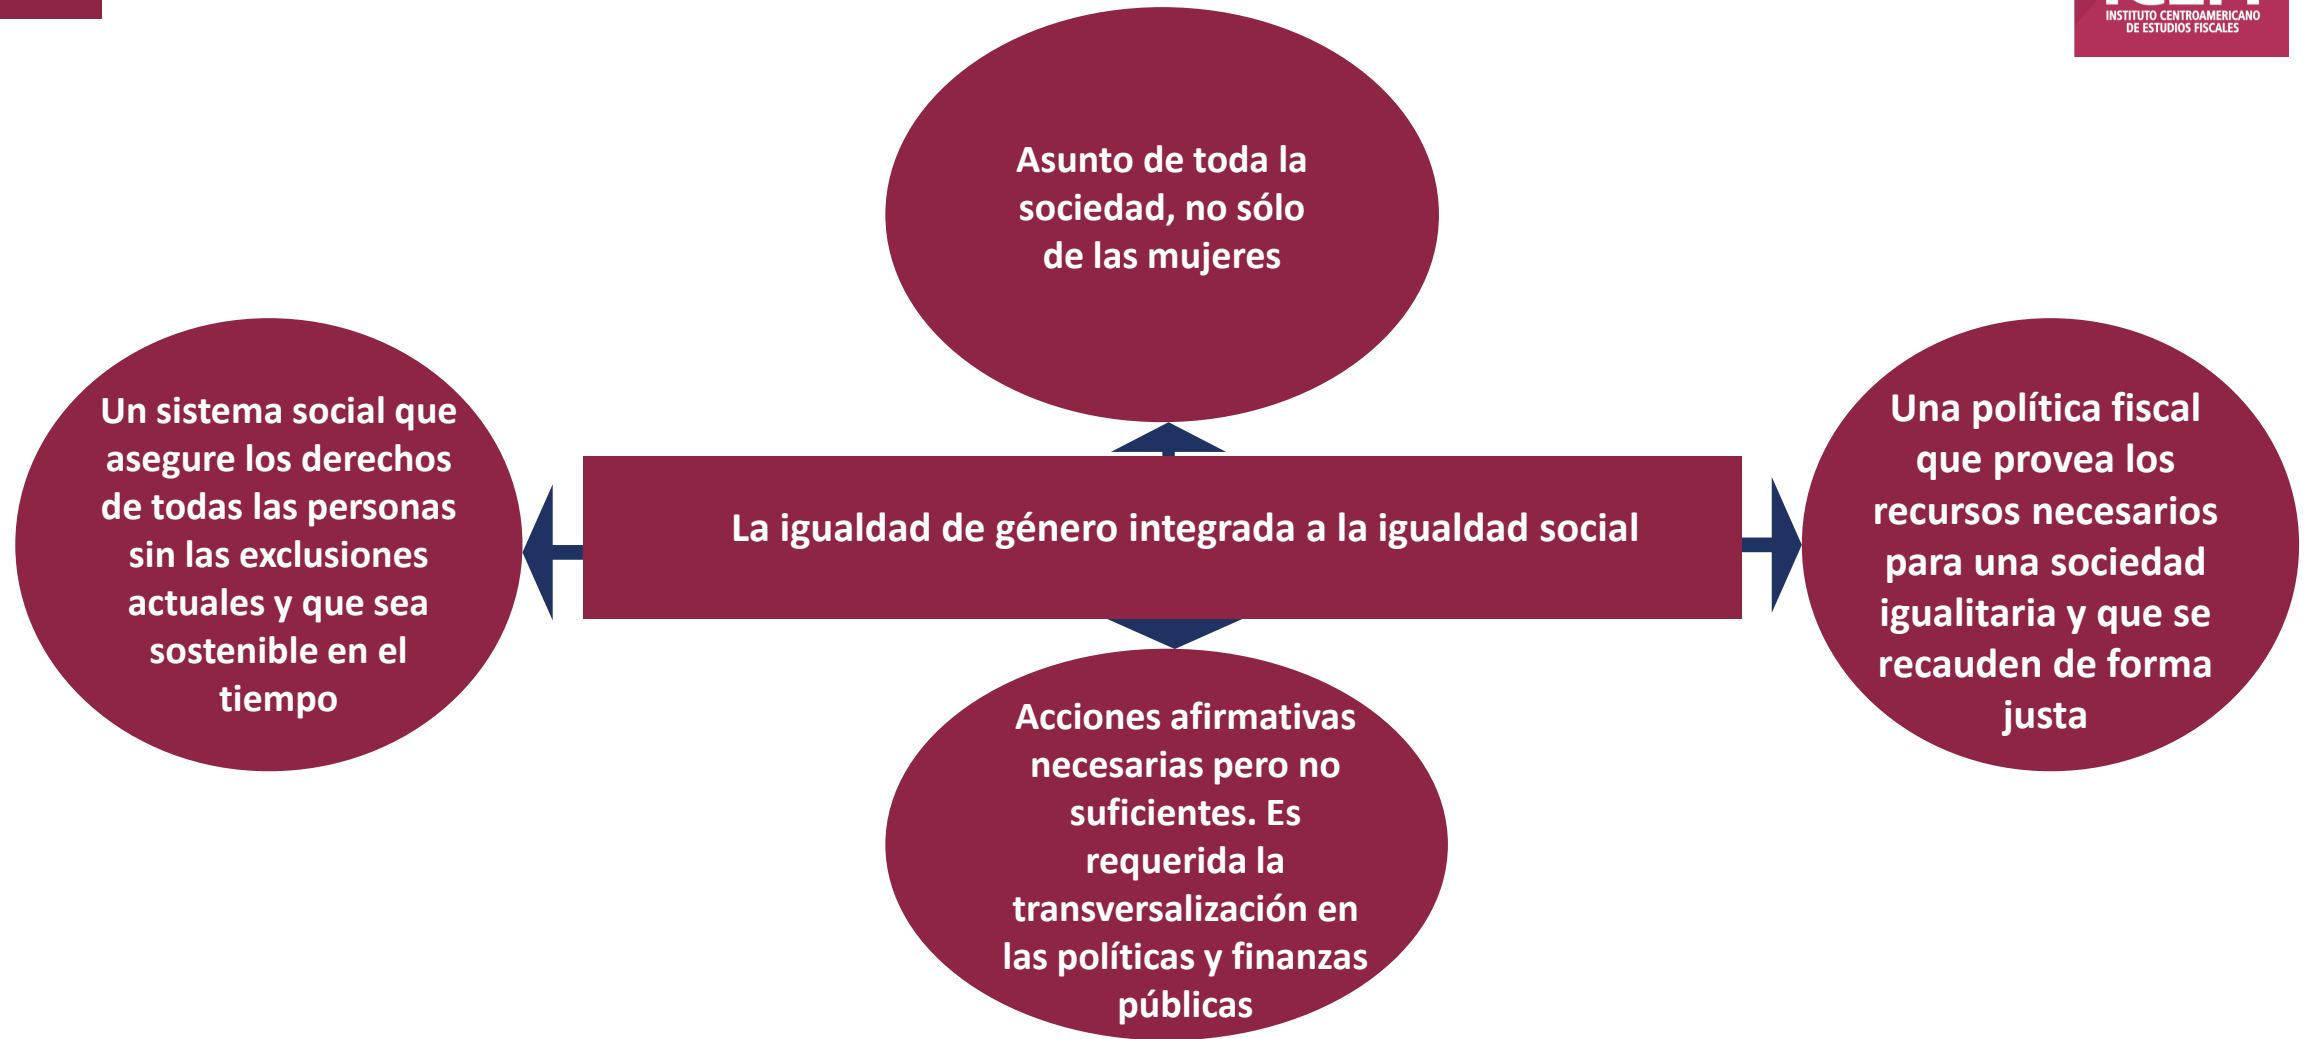 INSTITUTO CENTROAMERICANO
DE ESTUDIOS FISCALES
Asunto de toda la
sociedad, no sólo
de las mujeres
Un sistema social que
asegure los derechos
de todas las personas
sin las exclusiones
actuales y que sea
sostenible en el
tiempo
La igualdad de género integrada a la igualdad social
Una política fiscal
que provea los
recursos necesarios
para una sociedad
igualitaria y que se
recauden de forma
justa
Acciones afirmativas
necesarias pero no
suficientes. Es
requerida la
transversalización en
las políticas y finanzas
públicas